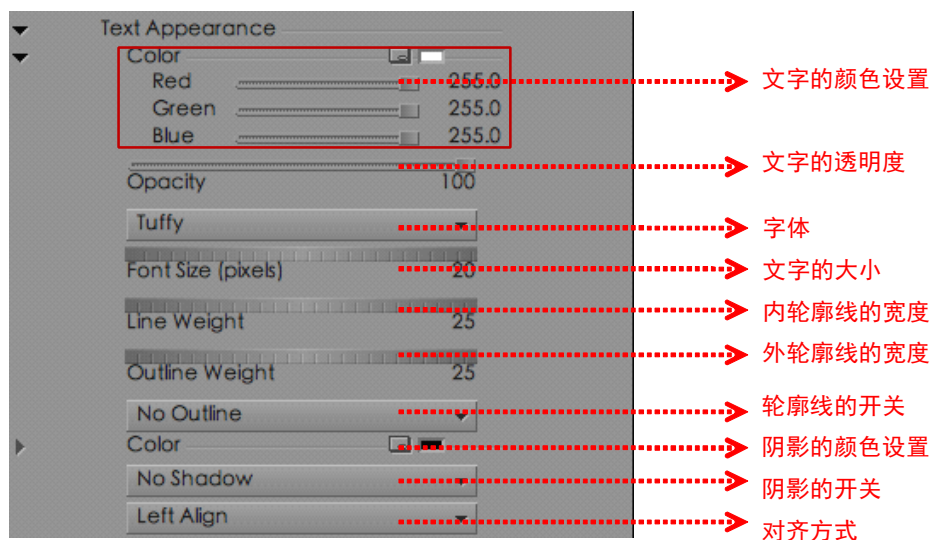 Text Appearance
Color
Red 255.0 文字的颜色设置
Green 255.0
Blue 255.0
文字的透明度
Opacity 100
Tuffy 字体
Font Size (pixels) 20 文字的大小
内轮廓线的宽度
Line Weight 25
外轮廓线的宽度
Outline Weight 25
No Outline 轮廓线的开关
Color 阴影的颜色设置
No Shadow 阴影的开关
Left Align 对齐方式